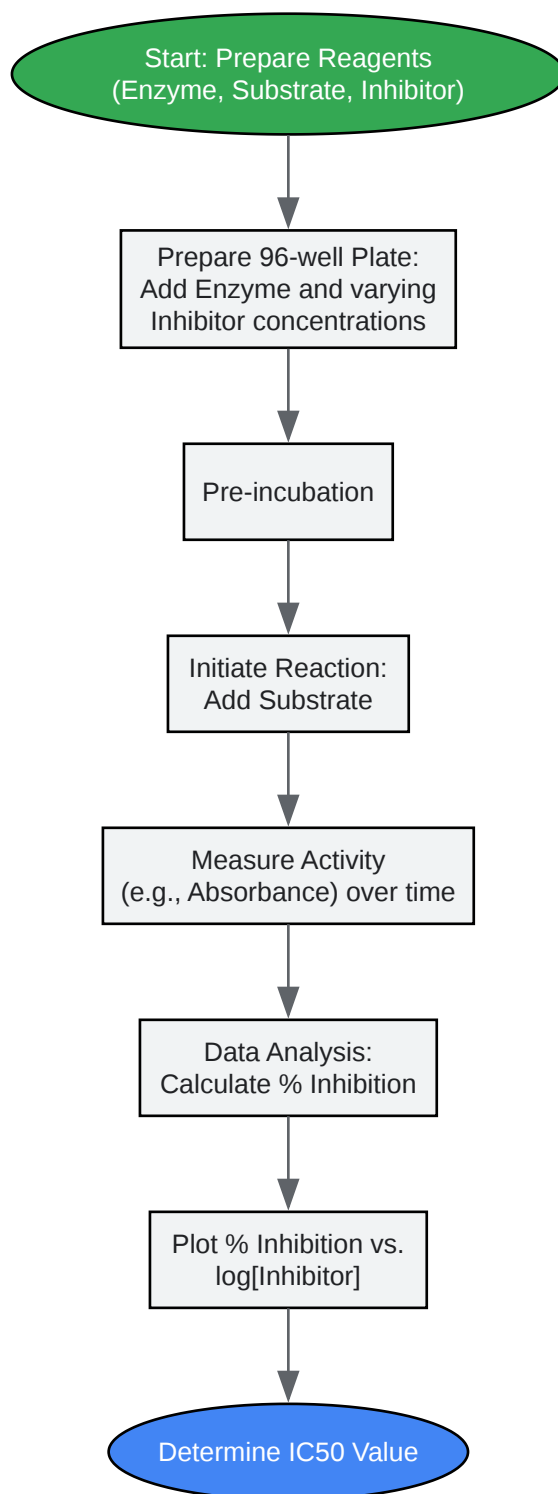 Start: Prepare Reagents
(Enzyme, Substrate, Inhibitor)
Prepare 96-well Plate:
Add Enzyme and varying
Inhibitor concentrations
Pre-incubation
Initiate Reaction:
Add Substrate
Measure Activity
(e.g., Absorbance) over time
Data Analysis:
Calculate % Inhibition
Plot % Inhibition vs.
log[Inhibitor]
Determine IC50 Value